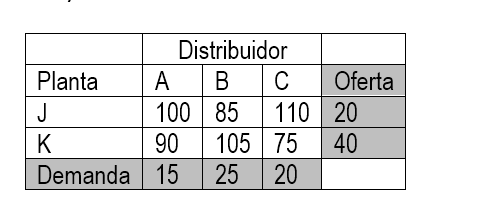 Distribuidor
Planta A B C Oferta
J 100 85 110 20
K 90 105 75 40
Demanda 15 25 20